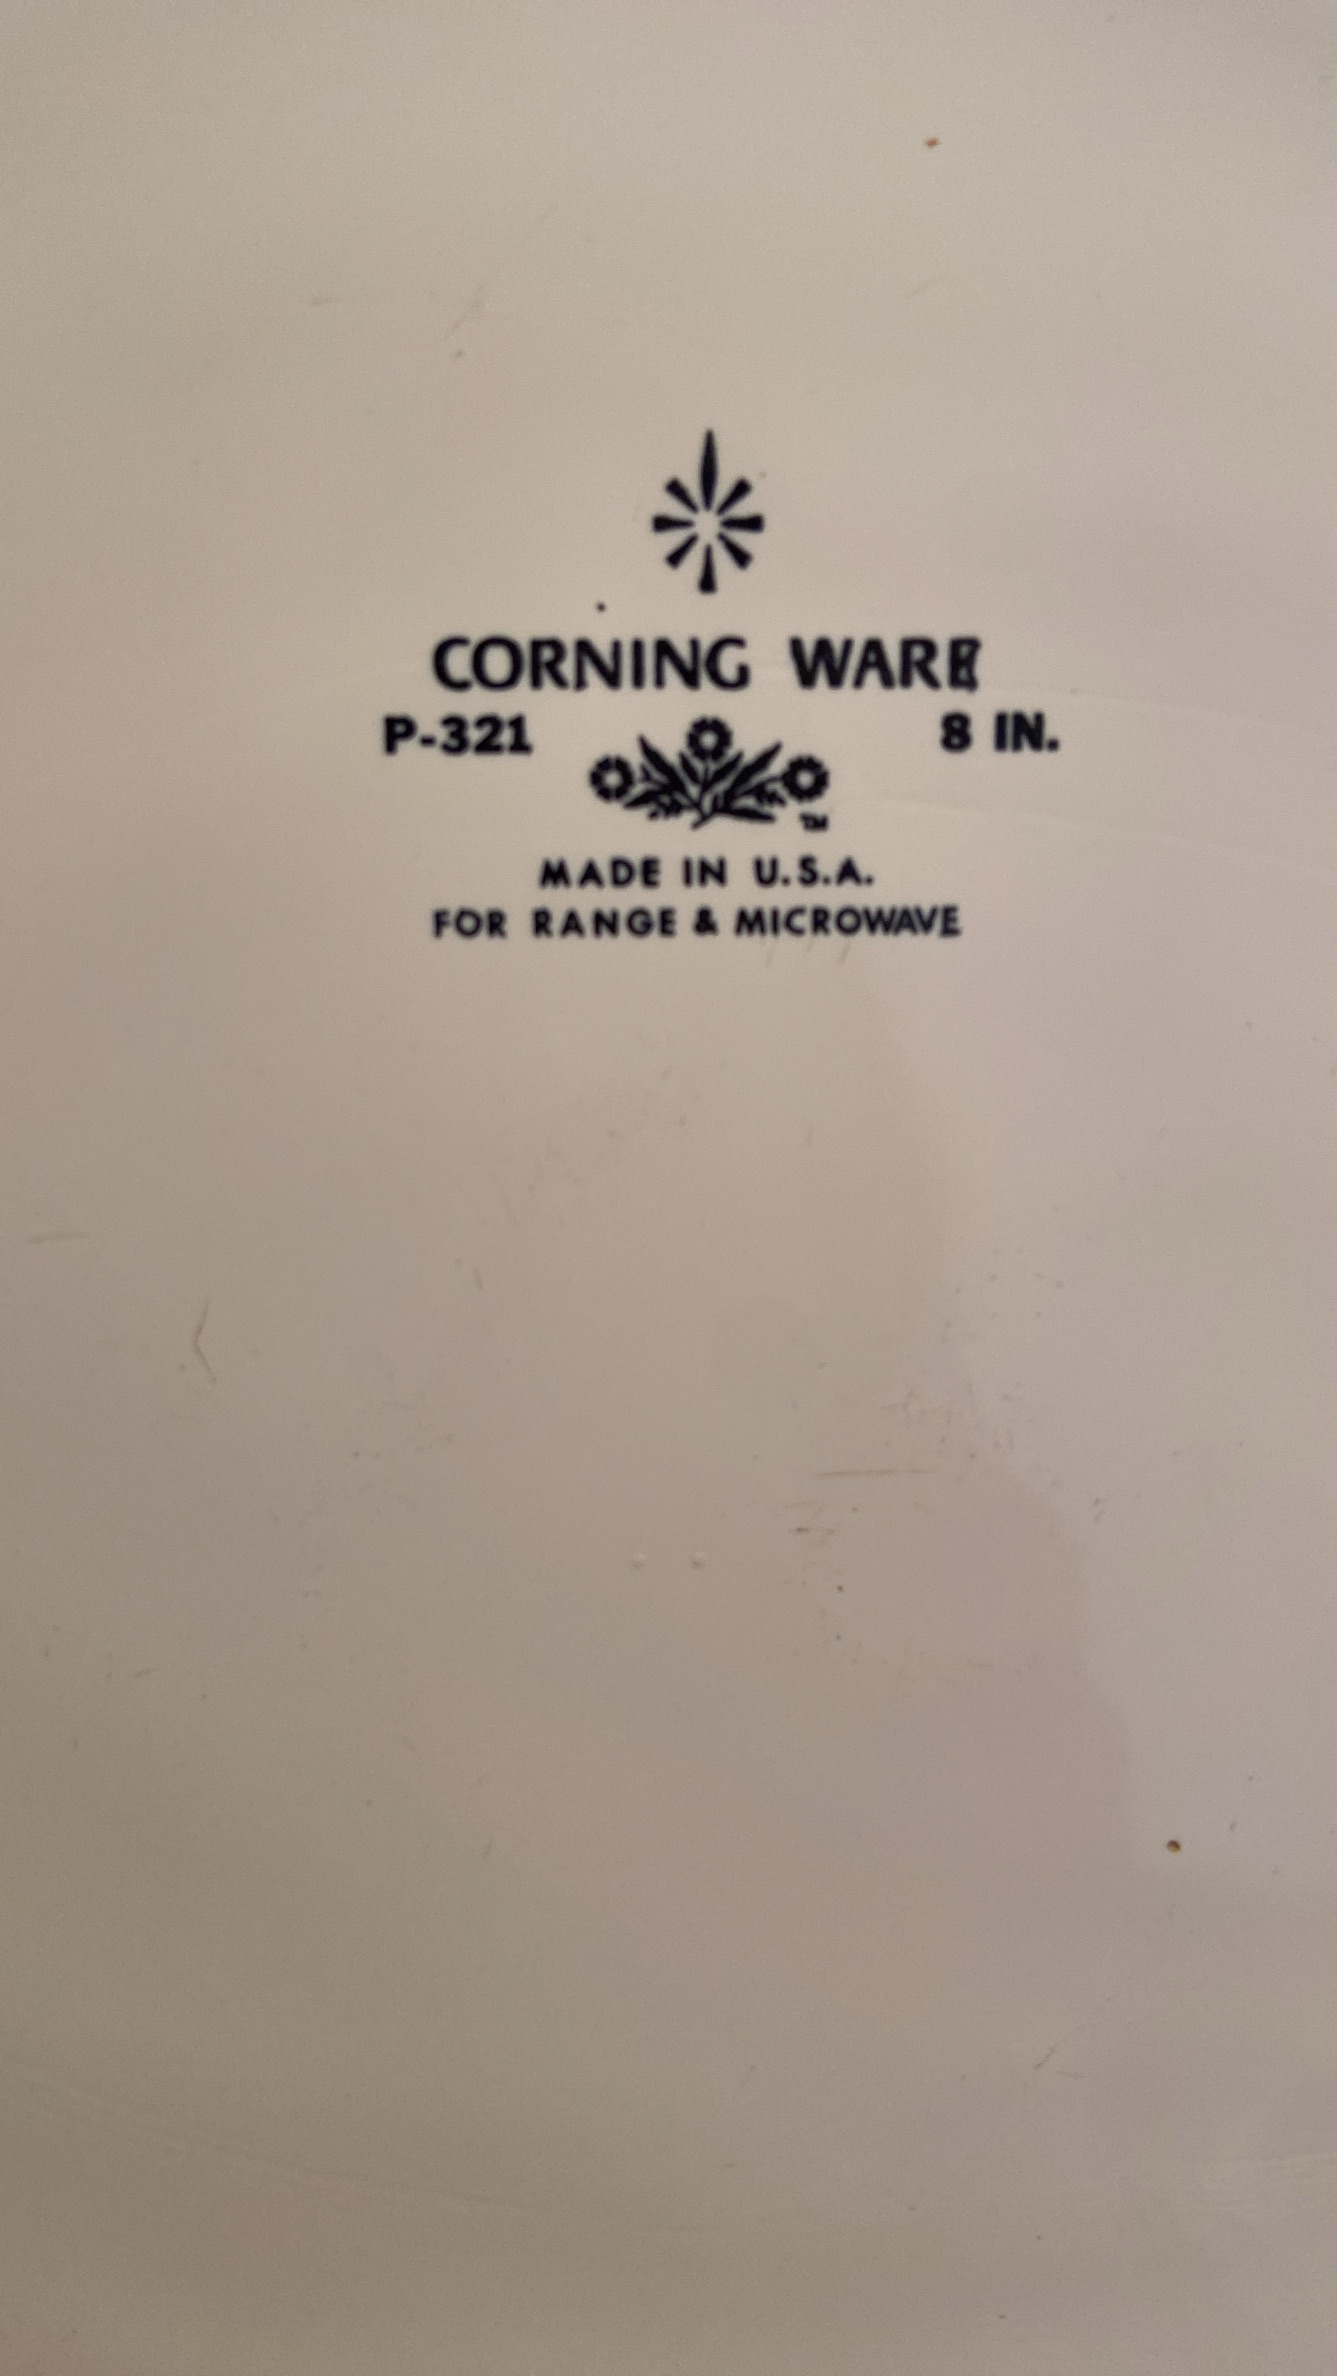 CORNING WARE
P-321 8 IN.
TM
MADE IN U.S.A.
FOR RANGE & MICROWAVE